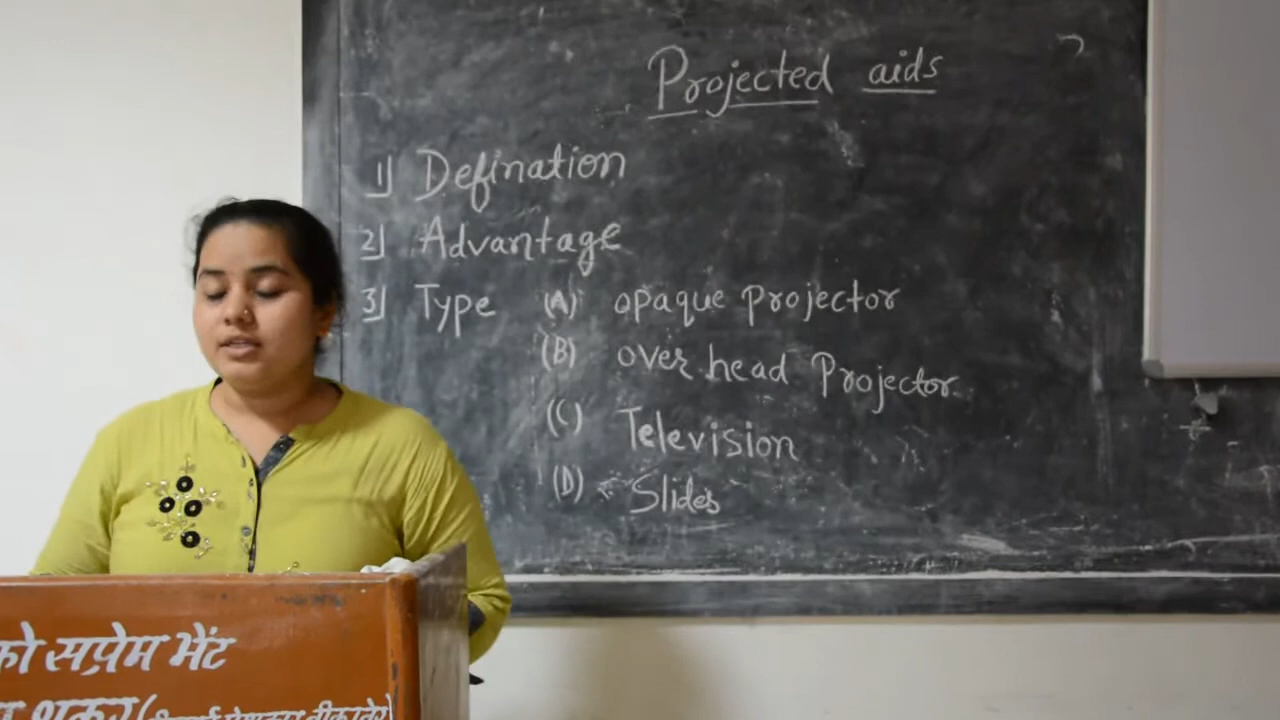 Projected aids
1) Defination
2) Advantage
3) Type (A) opaque projector
(B) over head Projector
(C) Television
(D) Slides
को सप्रेम भेंट